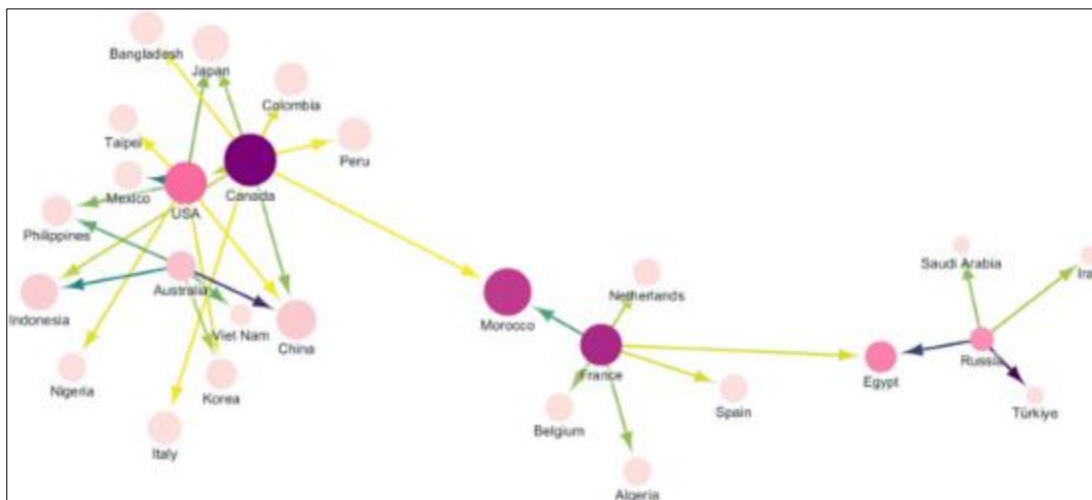 Bangladesh
Japan
Colombia
Taipei
Peru
Mexico
Canada
USA
Philippines
Australia
Indonesia
Viet Nam
China
Nigeria
Korea
Italy
Netherlands
Morocco
France
Belgium
Spain
Algeria
Saudi Arabia
Russia
Egypt
Türkiye